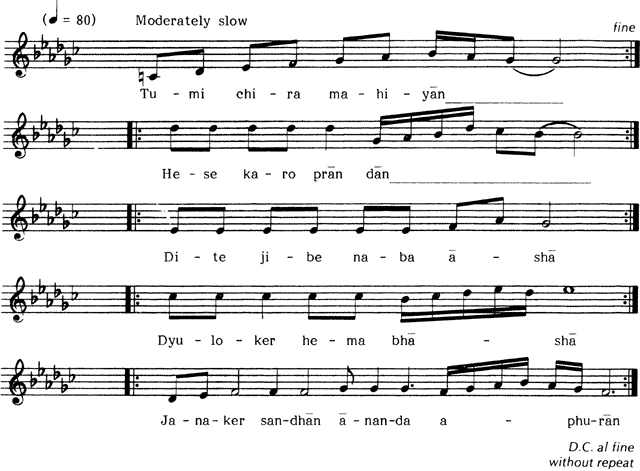 (♩ = 80) Moderately slow
fine
Tu - mi chi - ra ma - hi - yān
He - se ka - ro prān dān
Di - te ji - be na - ba ā - shā
Dyu - lo - ker he - ma bhā - shā
Ja - na - ker san - dhān ā - nan - da a - phu - rān
D.C. al fine
without repeat